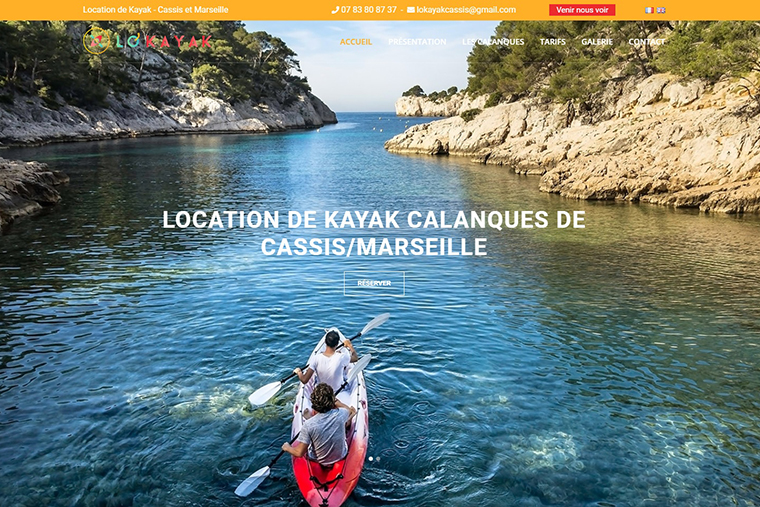 Location de Kayak - Cassis et Marseille
07 83 80 87 37 - lokayakcassis@gmail.com
Venir nous voir
LOKAYAK
ACCUEIL PRÉSENTATION LES CALANQUES TARIFS GALERIE CONTACT
LOCATION DE KAYAK CALANQUES DE
CASSIS/MARSEILLE
RÉSERVER